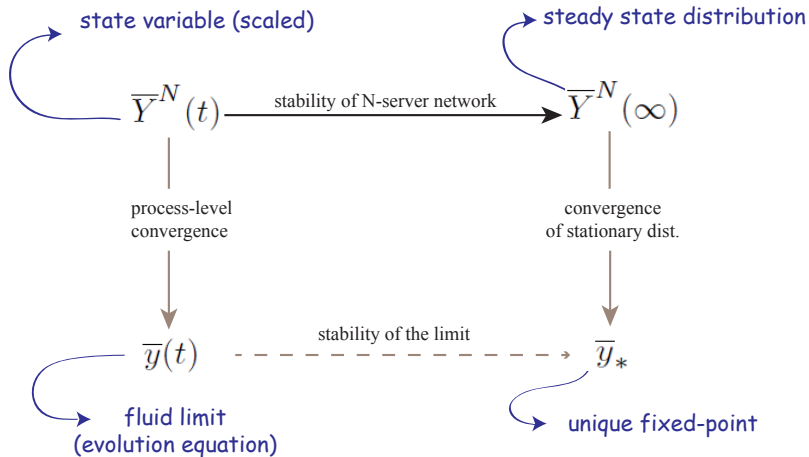 state variable (scaled)
steady state distribution
Y̅^N(t)
stability of N-server network
Y̅^N(∞)
process-level
convergence
convergence
of stationary dist.
y̅(t)
stability of the limit
y̅_*
fluid limit
(evolution equation)
unique fixed-point